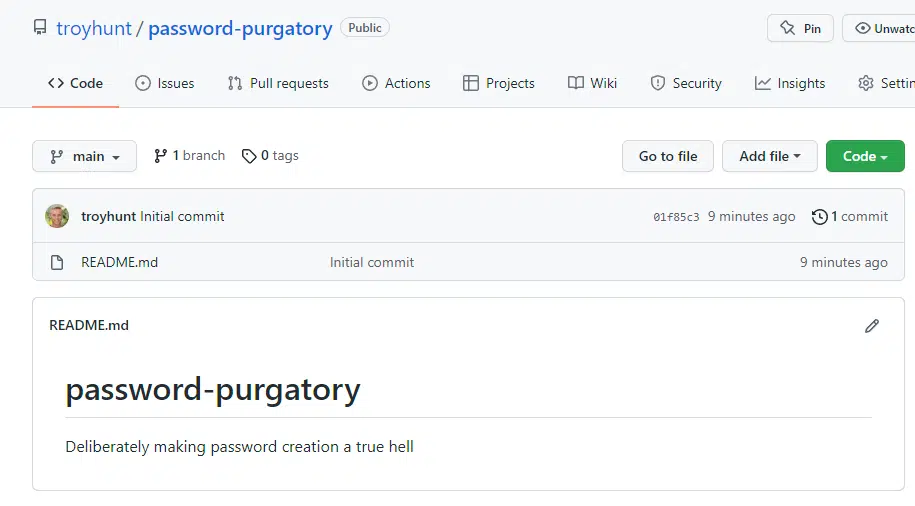 troyhunt / password-purgatory Public Pin Unwatc
Code Issues Pull requests Actions Projects Wiki Security Insights Settin
main 1 branch 0 tags Go to file Add file Code
troyhunt Initial commit 01f85c3 9 minutes ago 1 commit
README.md Initial commit 9 minutes ago
README.md
password-purgatory
Deliberately making password creation a true hell